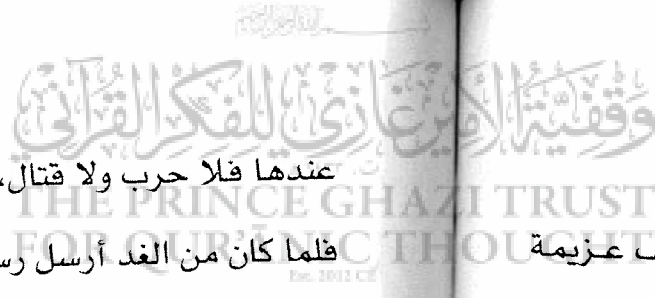 وقفية الأمير غازي للفكر القرآني
عندها فلا حرب ولا قتال،
THE PRINCE GHAZI TRUST
FOR QUR'ANIC THOUGHT
فلما كان من الغد أرسل
عزيمة
Est. 2012 CE